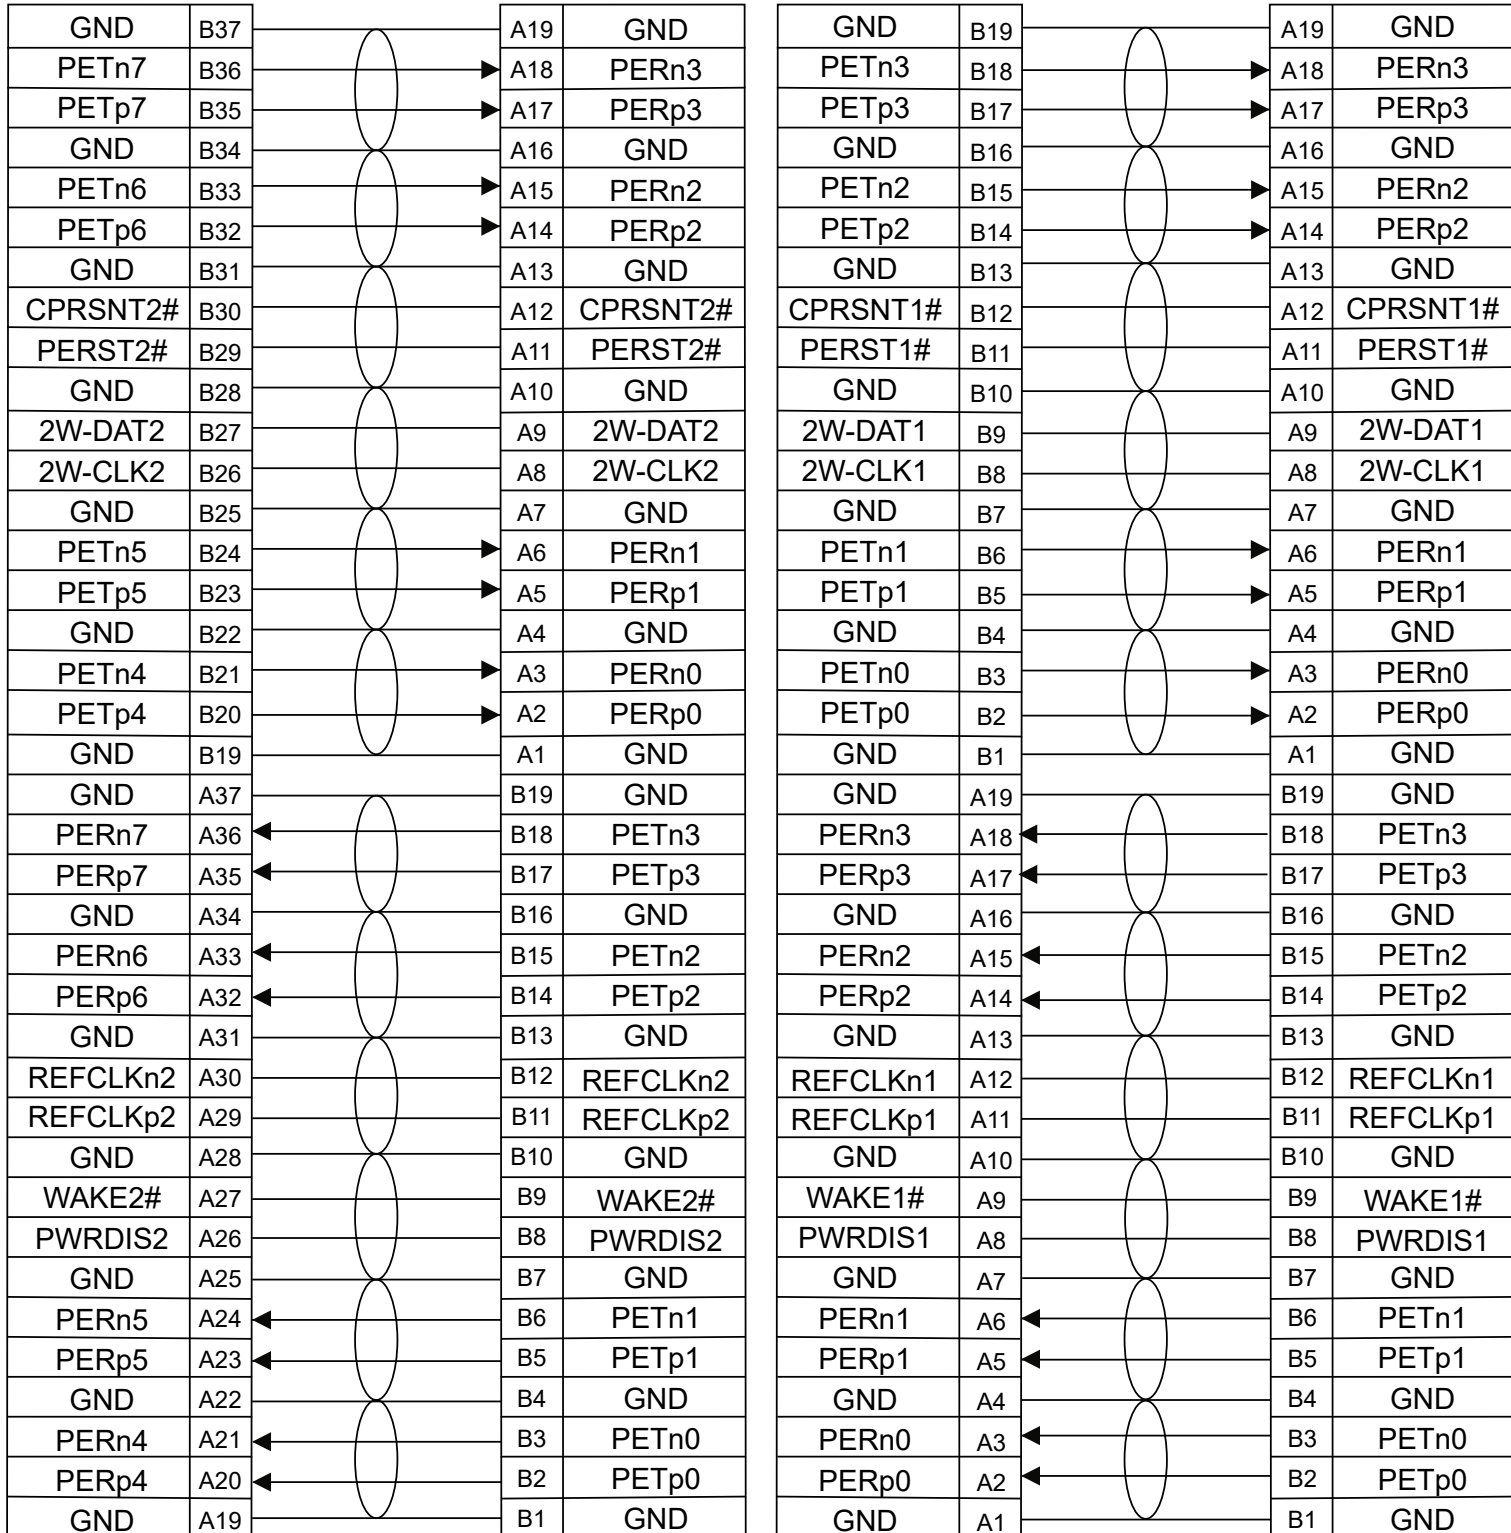 GND B37 A19 GND GND B19 A19 GND
PETn7 B36 A18 PERn3 PETn3 B18 A18 PERn3
PETp7 B35 A17 PERp3 PETp3 B17 A17 PERp3
GND B34 A16 GND GND B16 A16 GND
PETn6 B33 A15 PERn2 PETn2 B15 A15 PERn2
PETp6 B32 A14 PERp2 PETp2 B14 A14 PERp2
GND B31 A13 GND GND B13 A13 GND
CPRSNT2# B30 A12 CPRSNT2# CPRSNT1# B12 A12 CPRSNT1#
PERST2# B29 A11 PERST2# PERST1# B11 A11 PERST1#
GND B28 A10 GND GND B10 A10 GND
2W-DAT2 B27 A9 2W-DAT2 2W-DAT1 B9 A9 2W-DAT1
2W-CLK2 B26 A8 2W-CLK2 2W-CLK1 B8 A8 2W-CLK1
GND B25 A7 GND GND B7 A7 GND
PETn5 B24 A6 PERn1 PETn1 B6 A6 PERn1
PETp5 B23 A5 PERp1 PETp1 B5 A5 PERp1
GND B22 A4 GND GND B4 A4 GND
PETn4 B21 A3 PERn0 PETn0 B3 A3 PERn0
PETp4 B20 A2 PERp0 PETp0 B2 A2 PERp0
GND B19 A1 GND GND B1 A1 GND
GND A37 B19 GND GND A19 B19 GND
PERn7 A36 B18 PETn3 PERn3 A18 B18 PETn3
PERp7 A35 B17 PETp3 PERp3 A17 B17 PETp3
GND A34 B16 GND GND A16 B16 GND
PERn6 A33 B15 PETn2 PERn2 A15 B15 PETn2
PERp6 A32 B14 PETp2 PERp2 A14 B14 PETp2
GND A31 B13 GND GND A13 B13 GND
REFCLKn2 A30 B12 REFCLKn2 REFCLKn1 A12 B12 REFCLKn1
REFCLKp2 A29 B11 REFCLKp2 REFCLKp1 A11 B11 REFCLKp1
GND A28 B10 GND GND A10 B10 GND
WAKE2# A27 B9 WAKE2# WAKE1# A9 B9 WAKE1#
PWRDIS2 A26 B8 PWRDIS2 PWRDIS1 A8 B8 PWRDIS1
GND A25 B7 GND GND A7 B7 GND
PERn5 A24 B6 PETn1 PERn1 A6 B6 PETn1
PERp5 A23 B5 PETp1 PERp1 A5 B5 PETp1
GND A22 B4 GND GND A4 B4 GND
PERn4 A21 B3 PETn0 PERn0 A3 B3 PETn0
PERp4 A20 B2 PETp0 PERp0 A2 B2 PETp0
GND A19 B1 GND GND A1 B1 GND